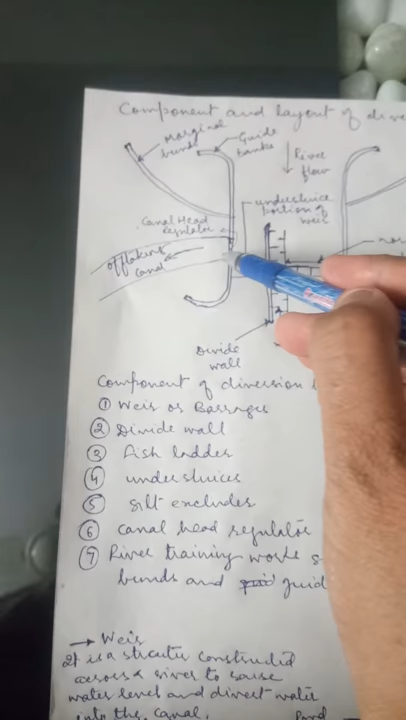 Component and layout of dive
marginal
bund
Guide
banks
River
flow
undersluice
portion of
weir
Canal Head
Regulator
offtaking
canal
Divide
wall
Component of diversion
① Weir or Barrages
② Divide wall
③ Fish ladder
④ undersluices
⑤ silt excludes
⑥ canal head regulator
⑦ River training works
bunds and guid
→ Weir
It is a structure constructed
across a river to raise
water level and divert water
into the canal.
Pond